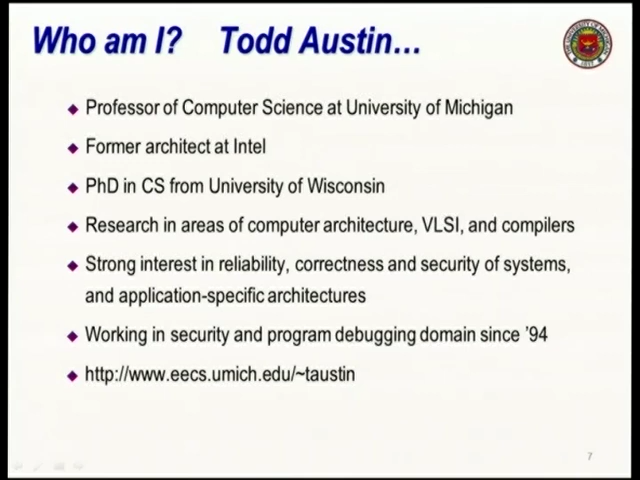 Who am I? Todd Austin...
Professor of Computer Science at University of Michigan
Former architect at Intel
PhD in CS from University of Wisconsin
Research in areas of computer architecture, VLSI, and compilers
Strong interest in reliability, correctness and security of systems,
and application-specific architectures
Working in security and program debugging domain since ’94
http://www.eecs.umich.edu/~taustin
7